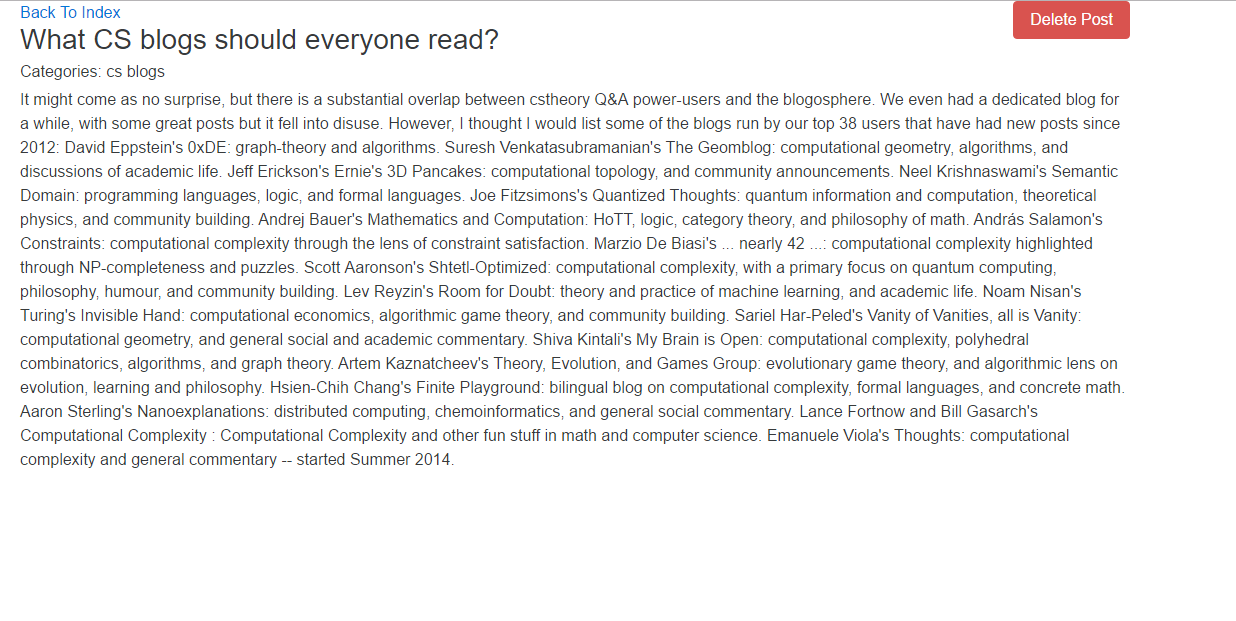 Back To Index
Delete Post
What CS blogs should everyone read?
Categories: cs blogs
It might come as no surprise, but there is a substantial overlap between cstheory Q&A power-users and the blogosphere. We even had a dedicated blog for
a while, with some great posts but it fell into disuse. However, I thought I would list some of the blogs run by our top 38 users that have had new posts since
2012: David Eppstein's 0xDE: graph-theory and algorithms. Suresh Venkatasubramanian's The Geomblog: computational geometry, algorithms, and
discussions of academic life. Jeff Erickson's Ernie's 3D Pancakes: computational topology, and community announcements. Neel Krishnaswami's Semantic
Domain: programming languages, logic, and formal languages. Joe Fitzsimons's Quantized Thoughts: quantum information and computation, theoretical
physics, and community building. Andrej Bauer's Mathematics and Computation: HoTT, logic, category theory, and philosophy of math. András Salamon's
Constraints: computational complexity through the lens of constraint satisfaction. Marzio De Biasi's ... nearly 42 ...: computational complexity highlighted
through NP-completeness and puzzles. Scott Aaronson's Shtetl-Optimized: computational complexity, with a primary focus on quantum computing,
philosophy, humour, and community building. Lev Reyzin's Room for Doubt: theory and practice of machine learning, and academic life. Noam Nisan's
Turing's Invisible Hand: computational economics, algorithmic game theory, and community building. Sariel Har-Peled's Vanity of Vanities, all is Vanity:
computational geometry, and general social and academic commentary. Shiva Kintali's My Brain is Open: computational complexity, polyhedral
combinatorics, algorithms, and graph theory. Artem Kaznatcheev's Theory, Evolution, and Games Group: evolutionary game theory, and algorithmic lens on
evolution, learning and philosophy. Hsien-Chih Chang's Finite Playground: bilingual blog on computational complexity, formal languages, and concrete math.
Aaron Sterling's Nanoexplanations: distributed computing, chemoinformatics, and general social commentary. Lance Fortnow and Bill Gasarch's
Computational Complexity : Computational Complexity and other fun stuff in math and computer science. Emanuele Viola's Thoughts: computational
complexity and general commentary -- started Summer 2014.